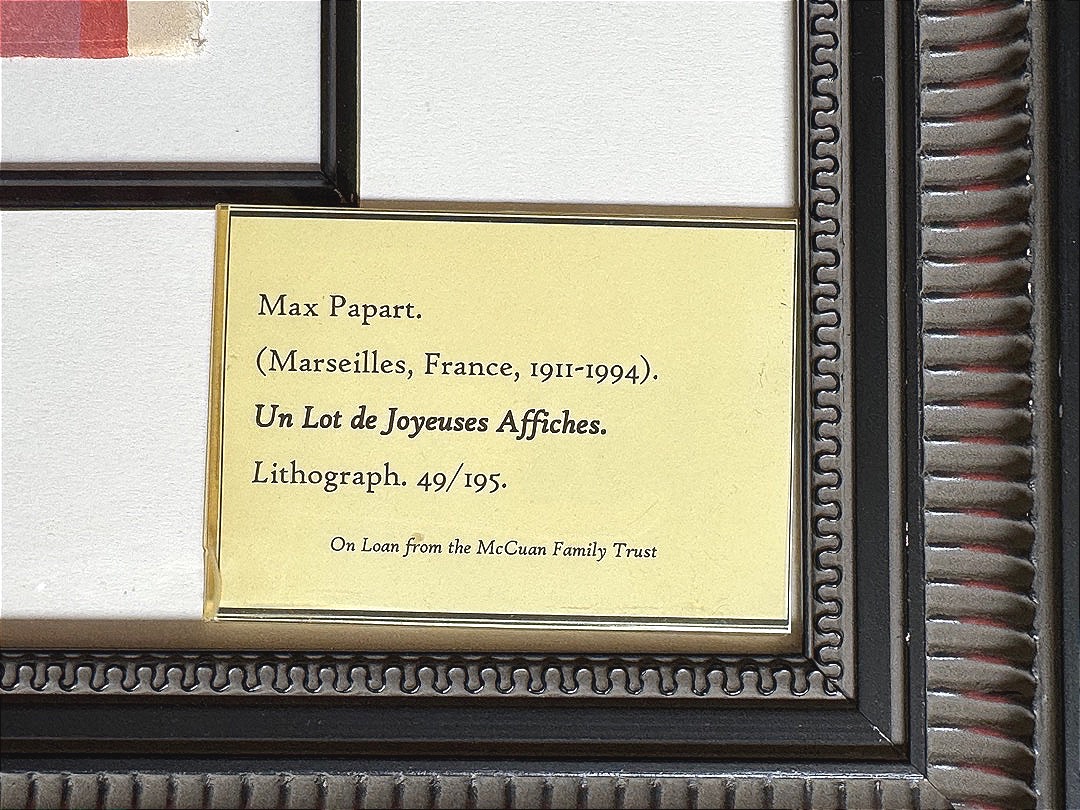 Max Papart.
(Marseilles, France, 1911-1994).
Un Lot de Joyeuses Affiches.
Lithograph. 49/195.
On Loan from the McCuan Family Trust